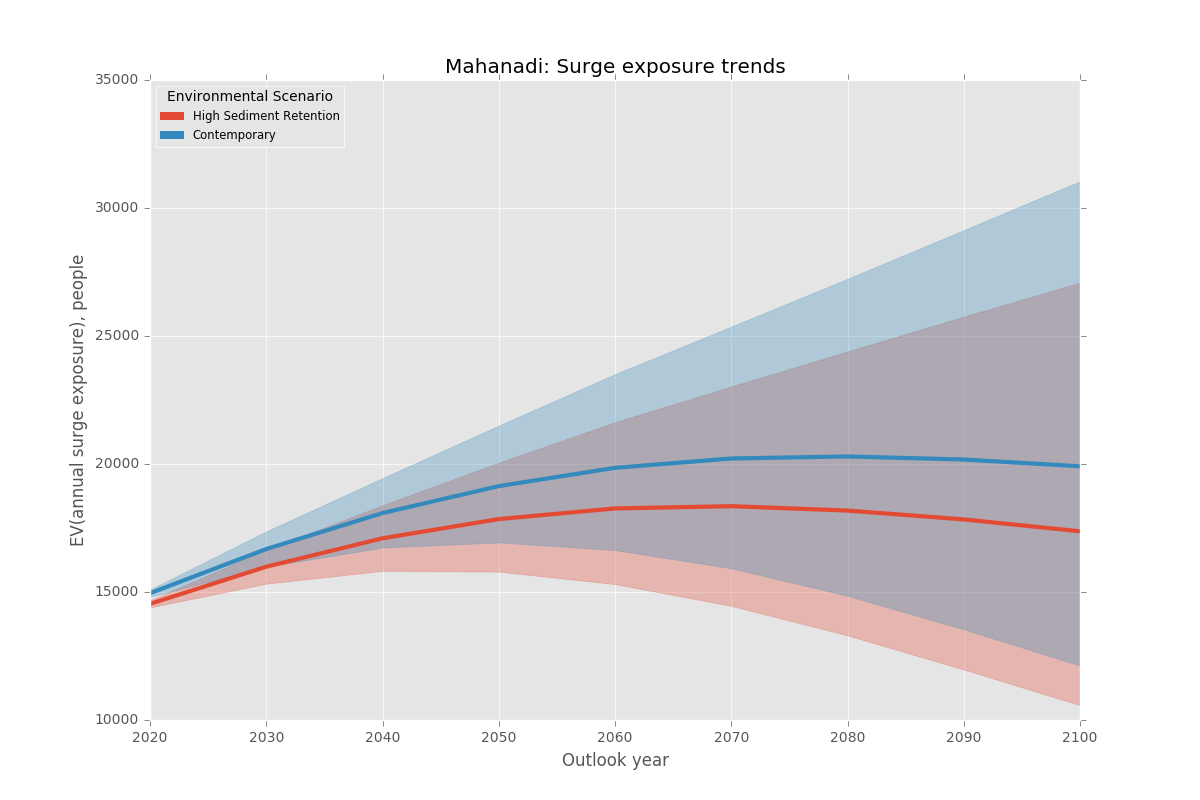 Mahanadi: Surge exposure trends
Environmental Scenario
High Sediment Retention
Contemporary
35000
30000
25000
20000
15000
10000
EV(annual surge exposure), people
2020 2030 2040 2050 2060 2070 2080 2090 2100
Outlook year